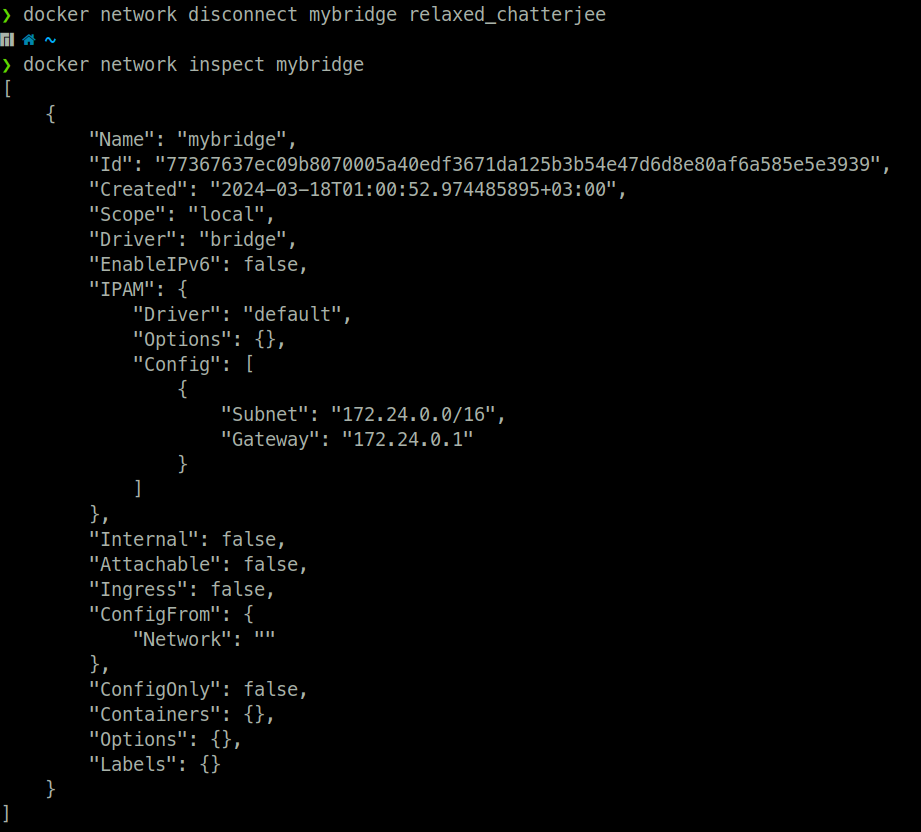 ❯ docker network disconnect mybridge relaxed_chatterjee
~
❯ docker network inspect mybridge
[
    {
        "Name": "mybridge",
        "Id": "77367637ec09b8070005a40edf3671da125b3b54e47d6d8e80af6a585e5e3939",
        "Created": "2024-03-18T01:00:52.974485895+03:00",
        "Scope": "local",
        "Driver": "bridge",
        "EnableIPv6": false,
        "IPAM": {
            "Driver": "default",
            "Options": {},
            "Config": [
                {
                    "Subnet": "172.24.0.0/16",
                    "Gateway": "172.24.0.1"
                }
            ]
        },
        "Internal": false,
        "Attachable": false,
        "Ingress": false,
        "ConfigFrom": {
            "Network": ""
        },
        "ConfigOnly": false,
        "Containers": {},
        "Options": {},
        "Labels": {}
    }
]